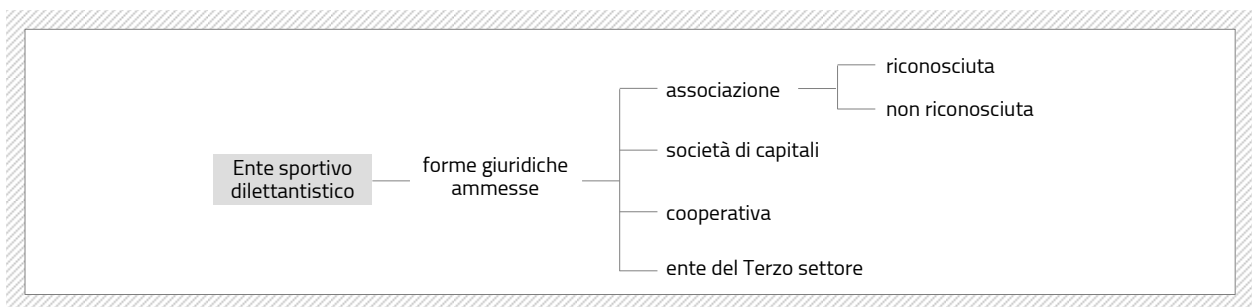 Ente sportivo
dilettantistico
forme giuridiche
ammesse
associazione
riconosciuta
non riconosciuta
società di capitali
cooperativa
ente del Terzo settore